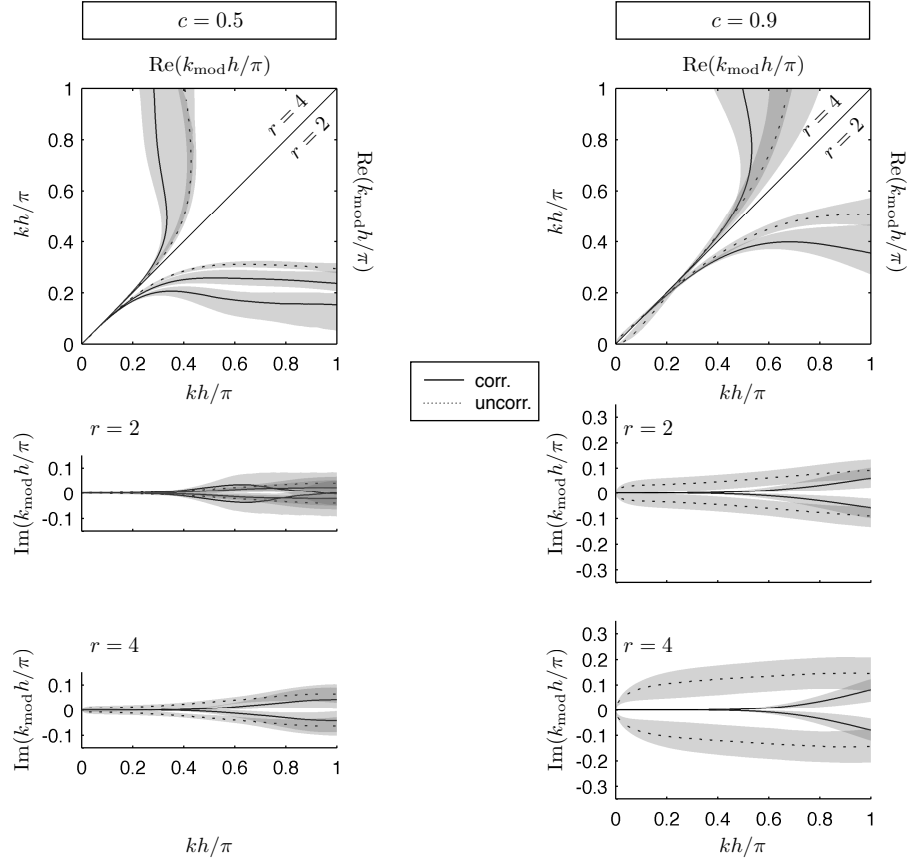 c = 0.5
c = 0.9
Re(k_mod h/π)
Re(k_mod h/π)
1
0.8
0.6
0.4
0.2
0
kh/π
r = 4
r = 2
Re(k_mod h/π)
0 0.2 0.4 0.6 0.8 1
kh/π
1
0.8
0.6
0.4
0.2
0
kh/π
r = 4
r = 2
Re(k_mod h/π)
0 0.2 0.4 0.6 0.8 1
kh/π
corr.
uncorr.
r = 2
Im(k_mod h/π)
0.1
0
-0.1
r = 2
Im(k_mod h/π)
0.3
0.2
0.1
0
-0.1
-0.2
-0.3
r = 4
Im(k_mod h/π)
0.1
0
-0.1
0 0.2 0.4 0.6 0.8 1
kh/π
r = 4
Im(k_mod h/π)
0.3
0.2
0.1
0
-0.1
-0.2
-0.3
0 0.2 0.4 0.6 0.8 1
kh/π